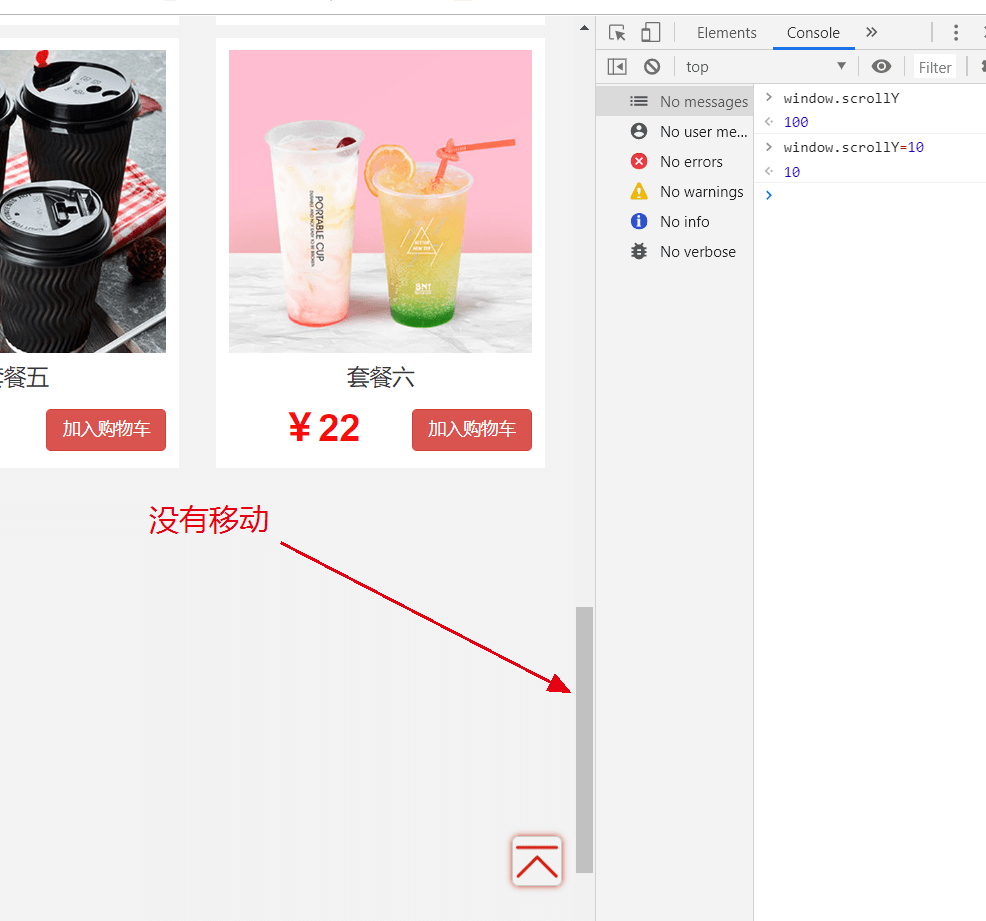 Elements Console »
top Filter
No messages
No user me...
No errors
No warnings
No info
No verbose
> window.scrollY
<· 100
> window.scrollY=10
<· 10
>
PORTABLE CUP
BNT
餐五
套餐六
加入购物车
￥22 加入购物车
没有移动